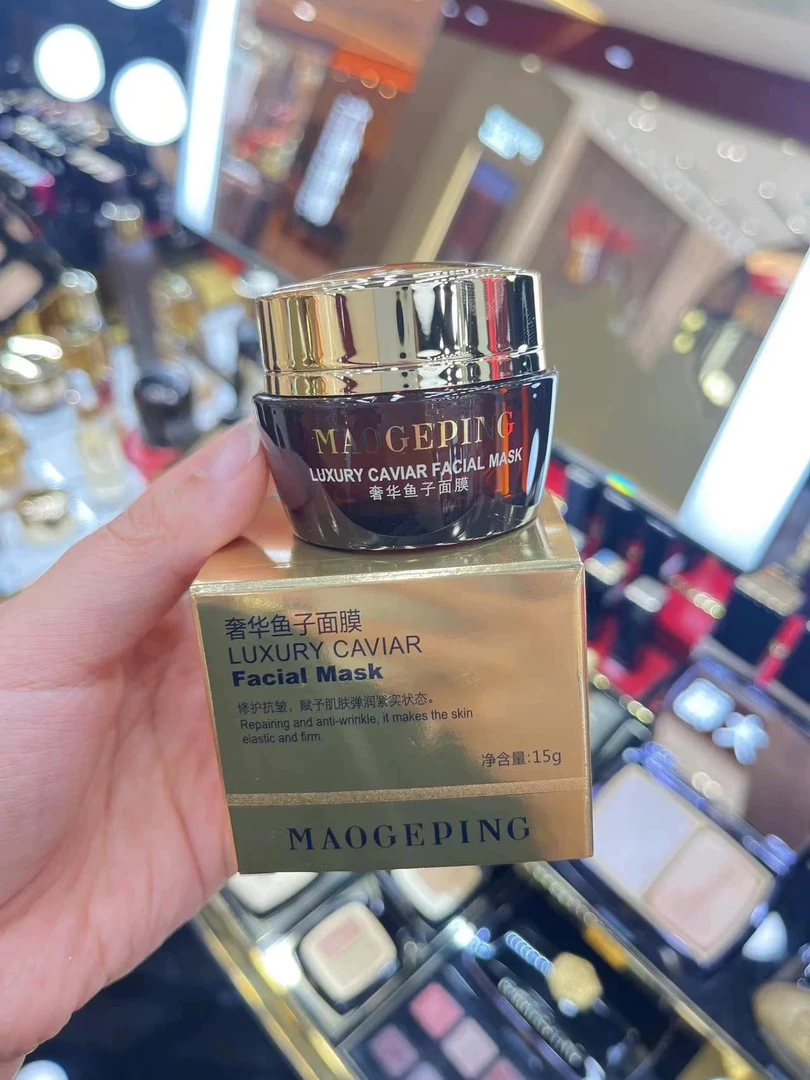 MAOGEPING
LUXURY CAVIAR FACIAL MASK
奢华鱼子面膜
奢华鱼子面膜
LUXURY CAVIAR
Facial Mask
修护抗皱，赋予肌肤弹润紧实状态。
Repairing and anti-wrinkle, it makes the skin
elastic and firm.
净含量:15g
MAOGEPING